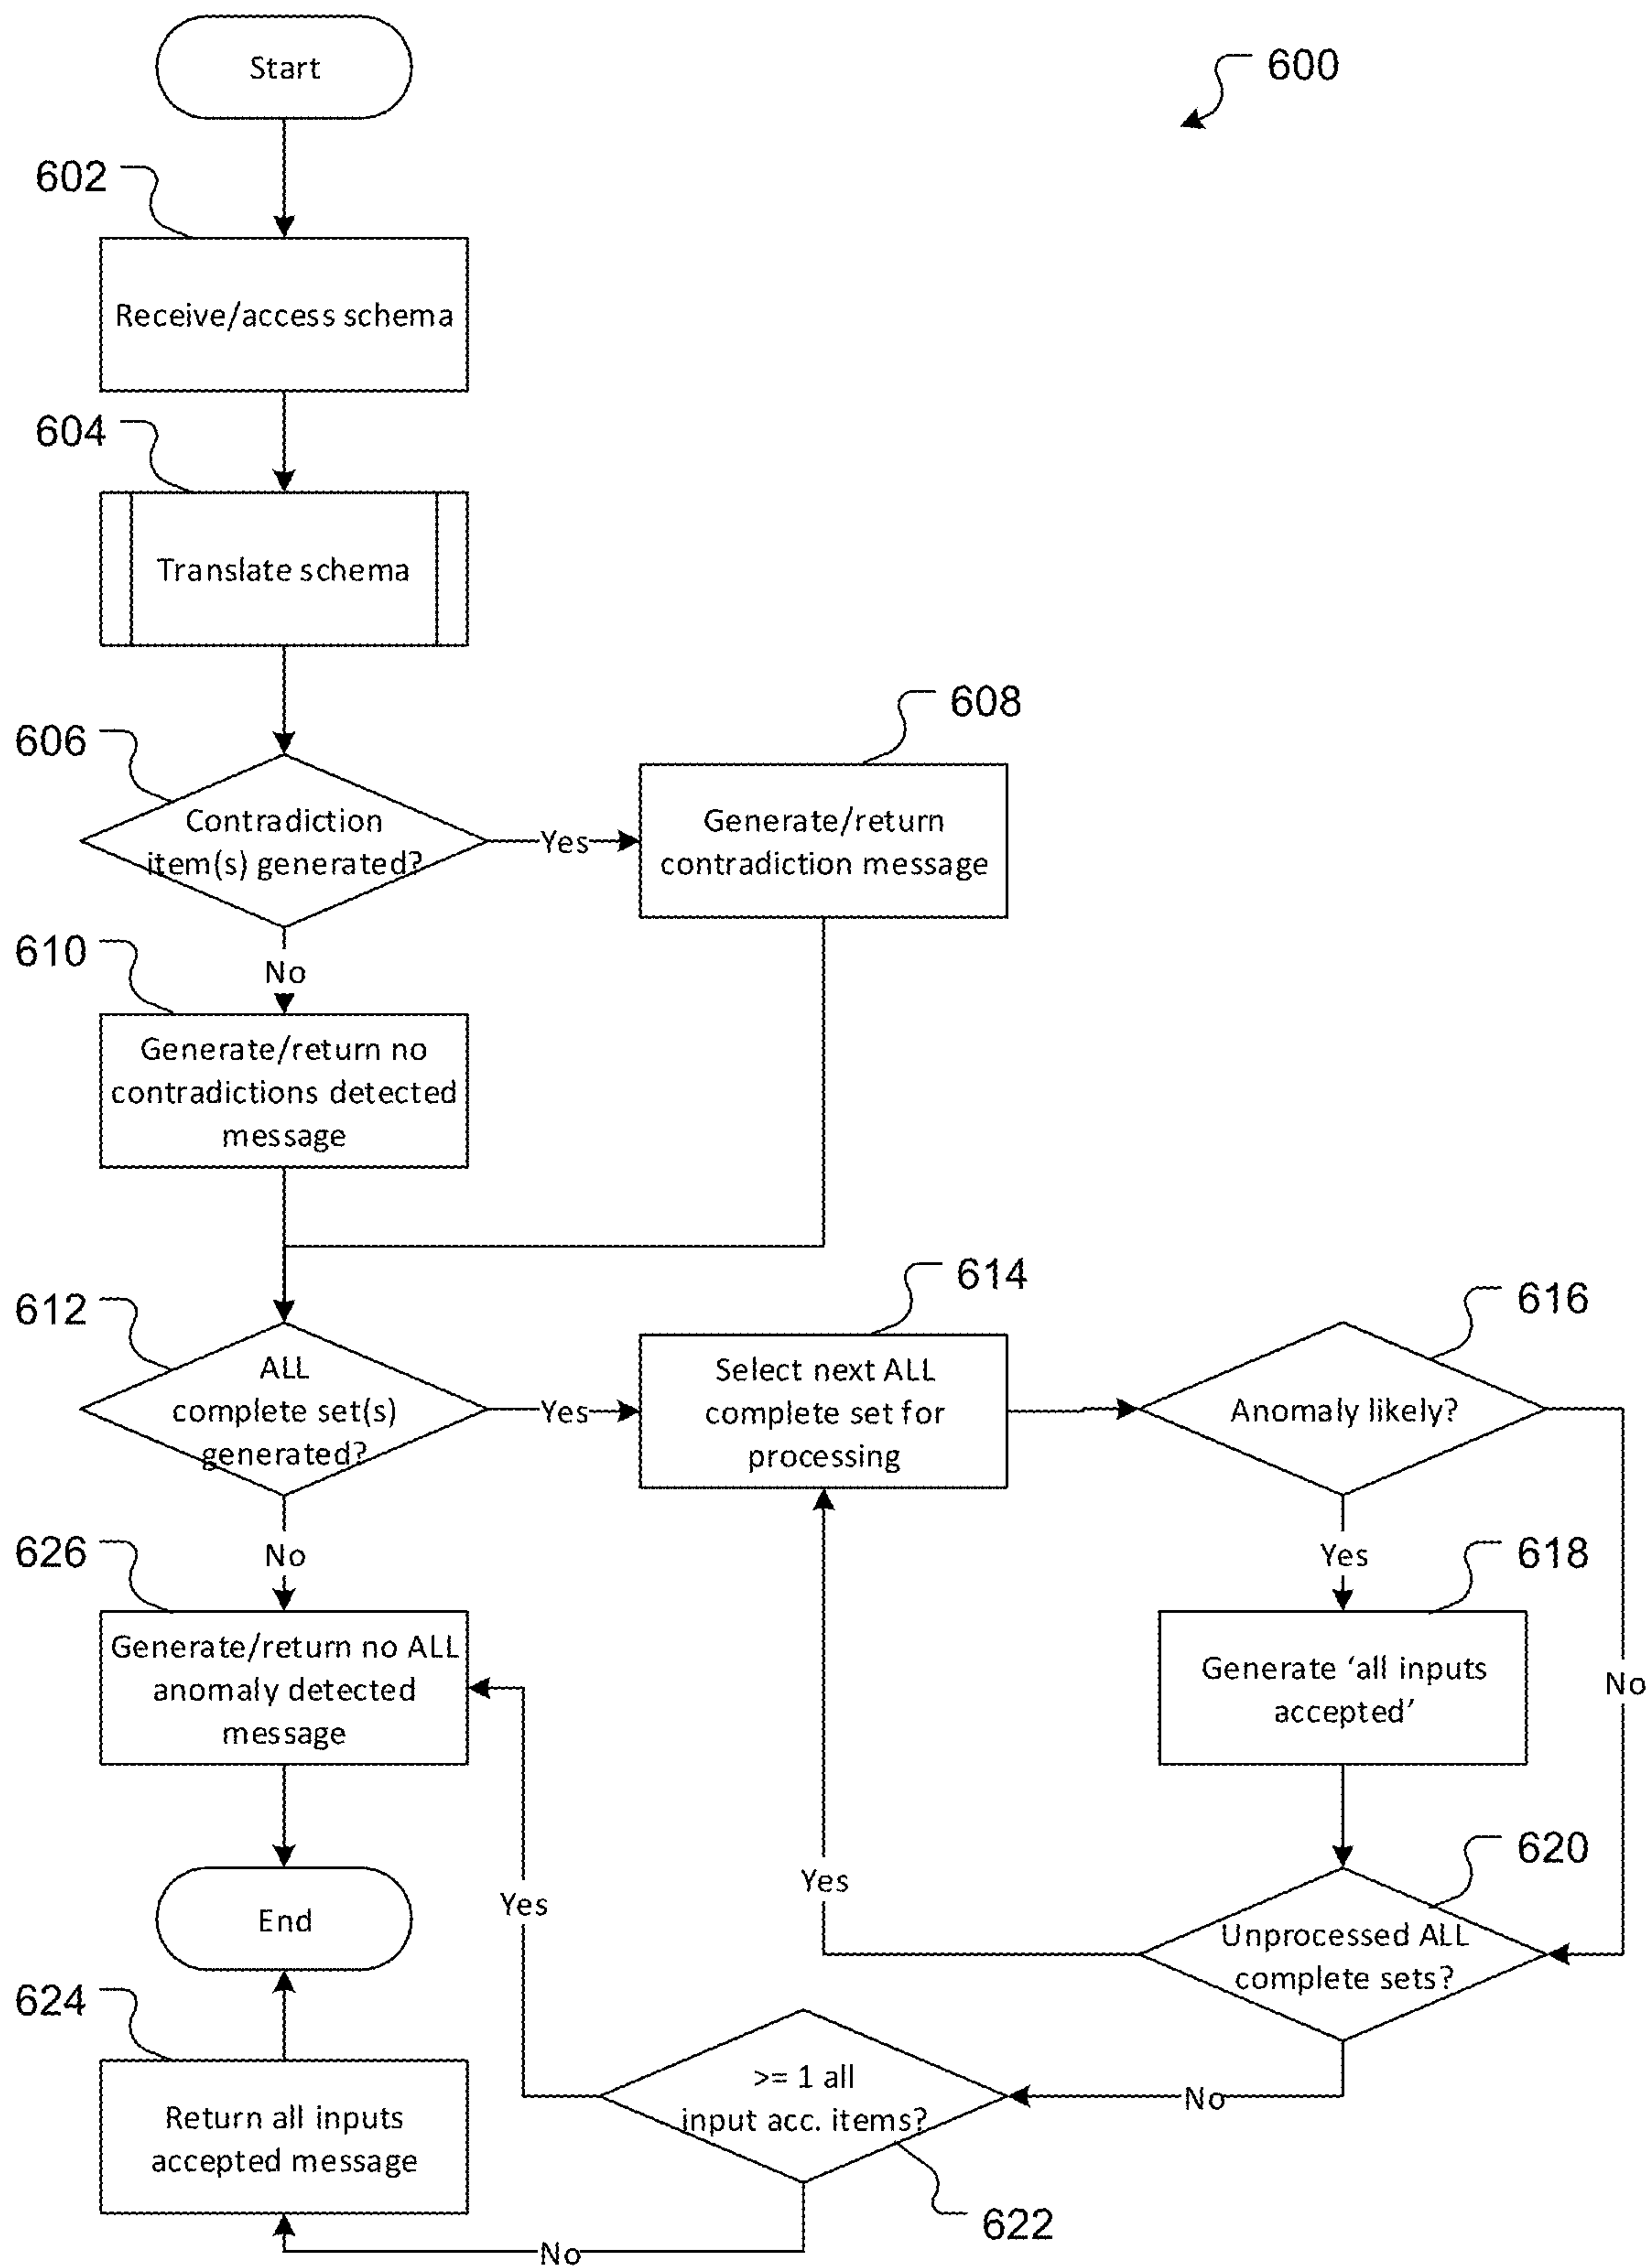 Start
600
602
Receive/access schema
604
Translate schema
606
Contradiction
item(s) generated?
Yes
608
Generate/return
contradiction message
No
610
Generate/return no
contradictions detected
message
612
ALL
complete set(s)
generated?
Yes
614
Select next ALL
complete set for
processing
616
Anomaly likely?
Yes
No
618
Generate ‘all inputs
accepted’
No
626
Generate/return no ALL
anomaly detected
message
620
Unprocessed ALL
complete sets?
Yes
Yes
End
No
624
Return all inputs
accepted message
>= 1 all
input acc. items?
622
No